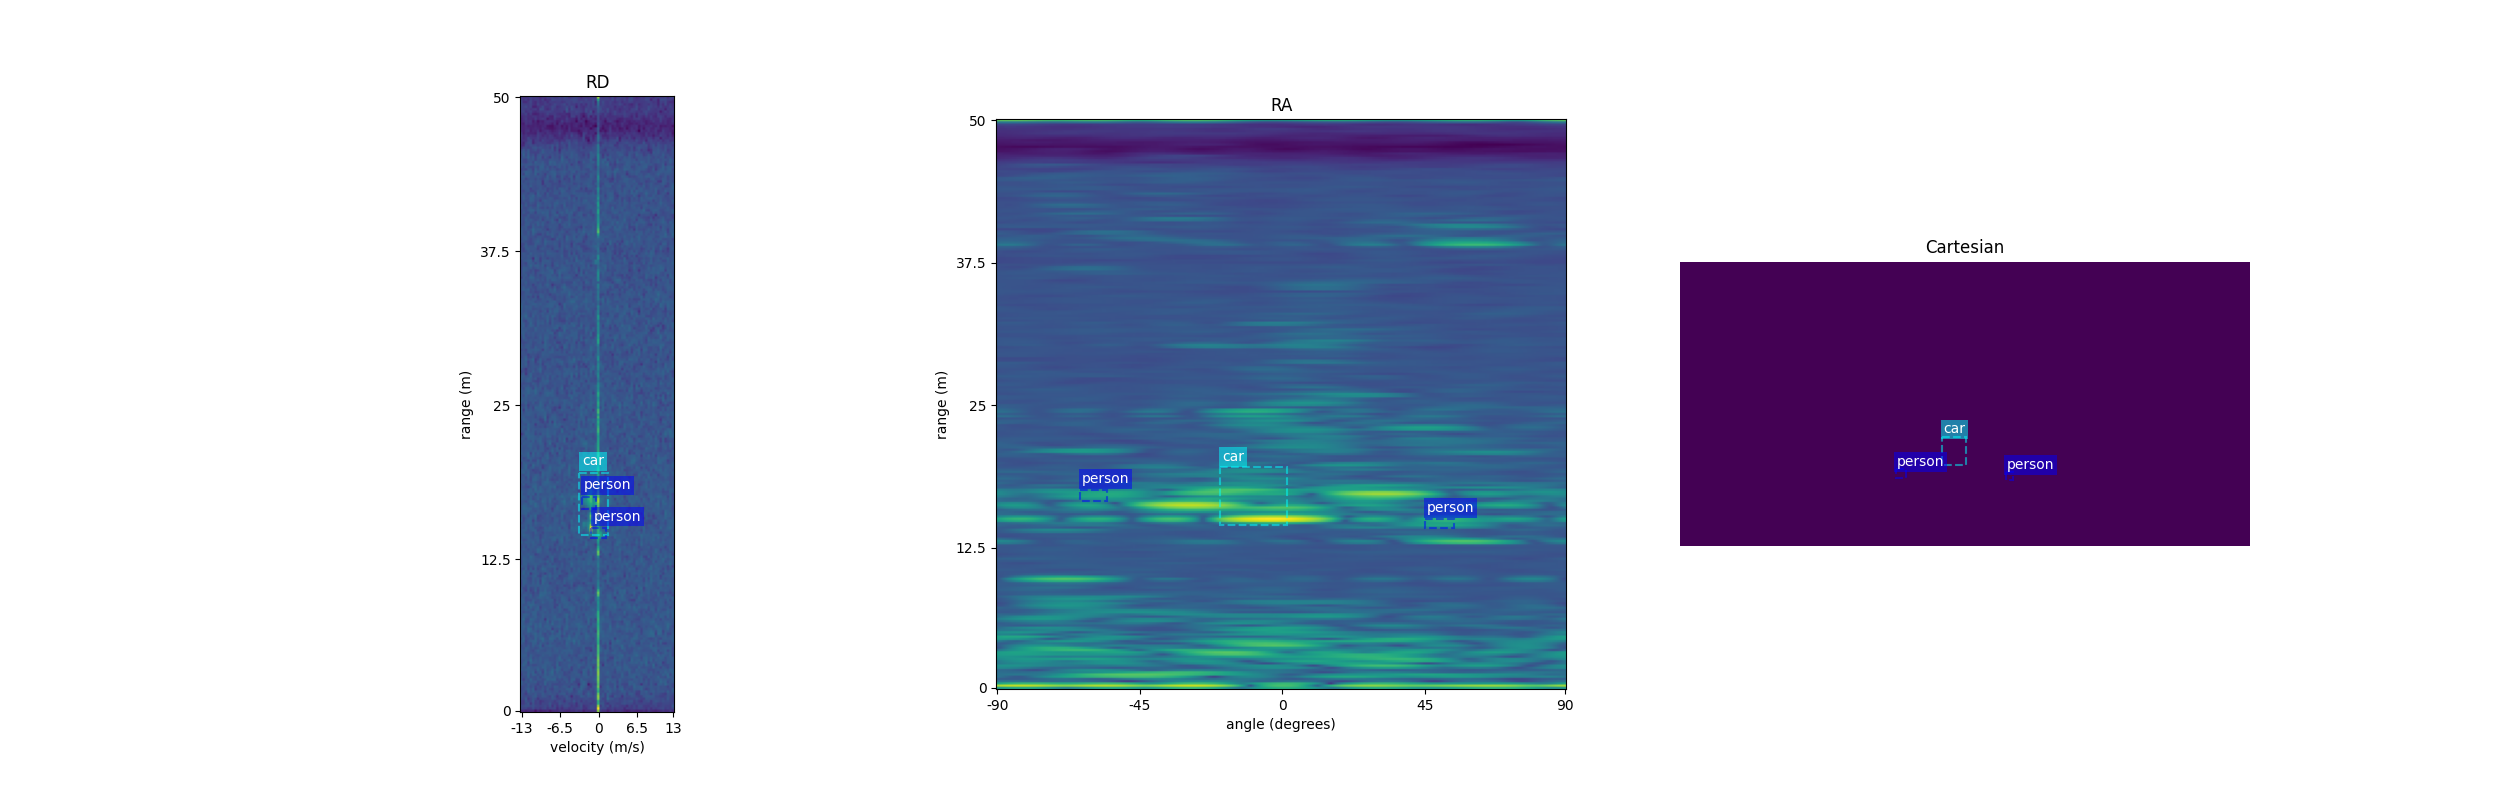 RD
50
37.5
25
12.5
0
range (m)
car
person
person
-13 -6.5 0 6.5 13
velocity (m/s)
RA
50
37.5
25
12.5
0
range (m)
car
person
person
-90 -45 0 45 90
angle (degrees)
Cartesian
car
person
person